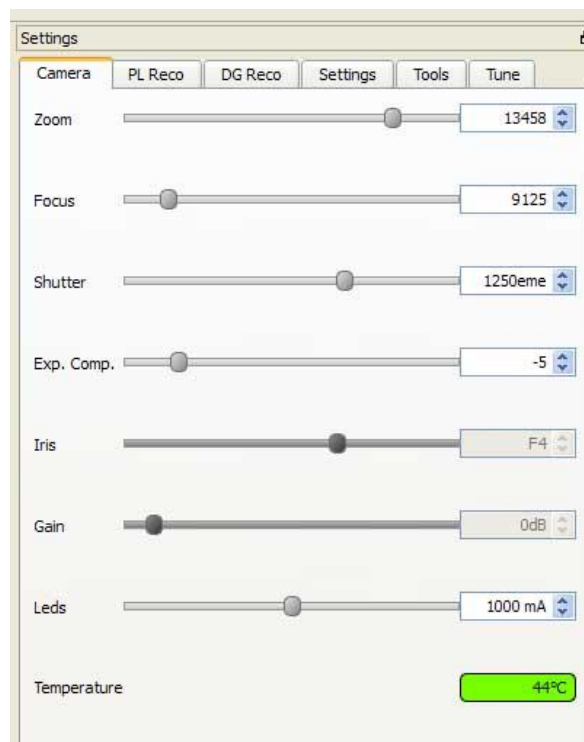 Settings
Camera PL Reco DG Reco Settings Tools Tune
Zoom 13458
Focus 9125
Shutter 1250eme
Exp. Comp. -5
Iris F4
Gain 0dB
Leds 1000 mA
Temperature 44°C